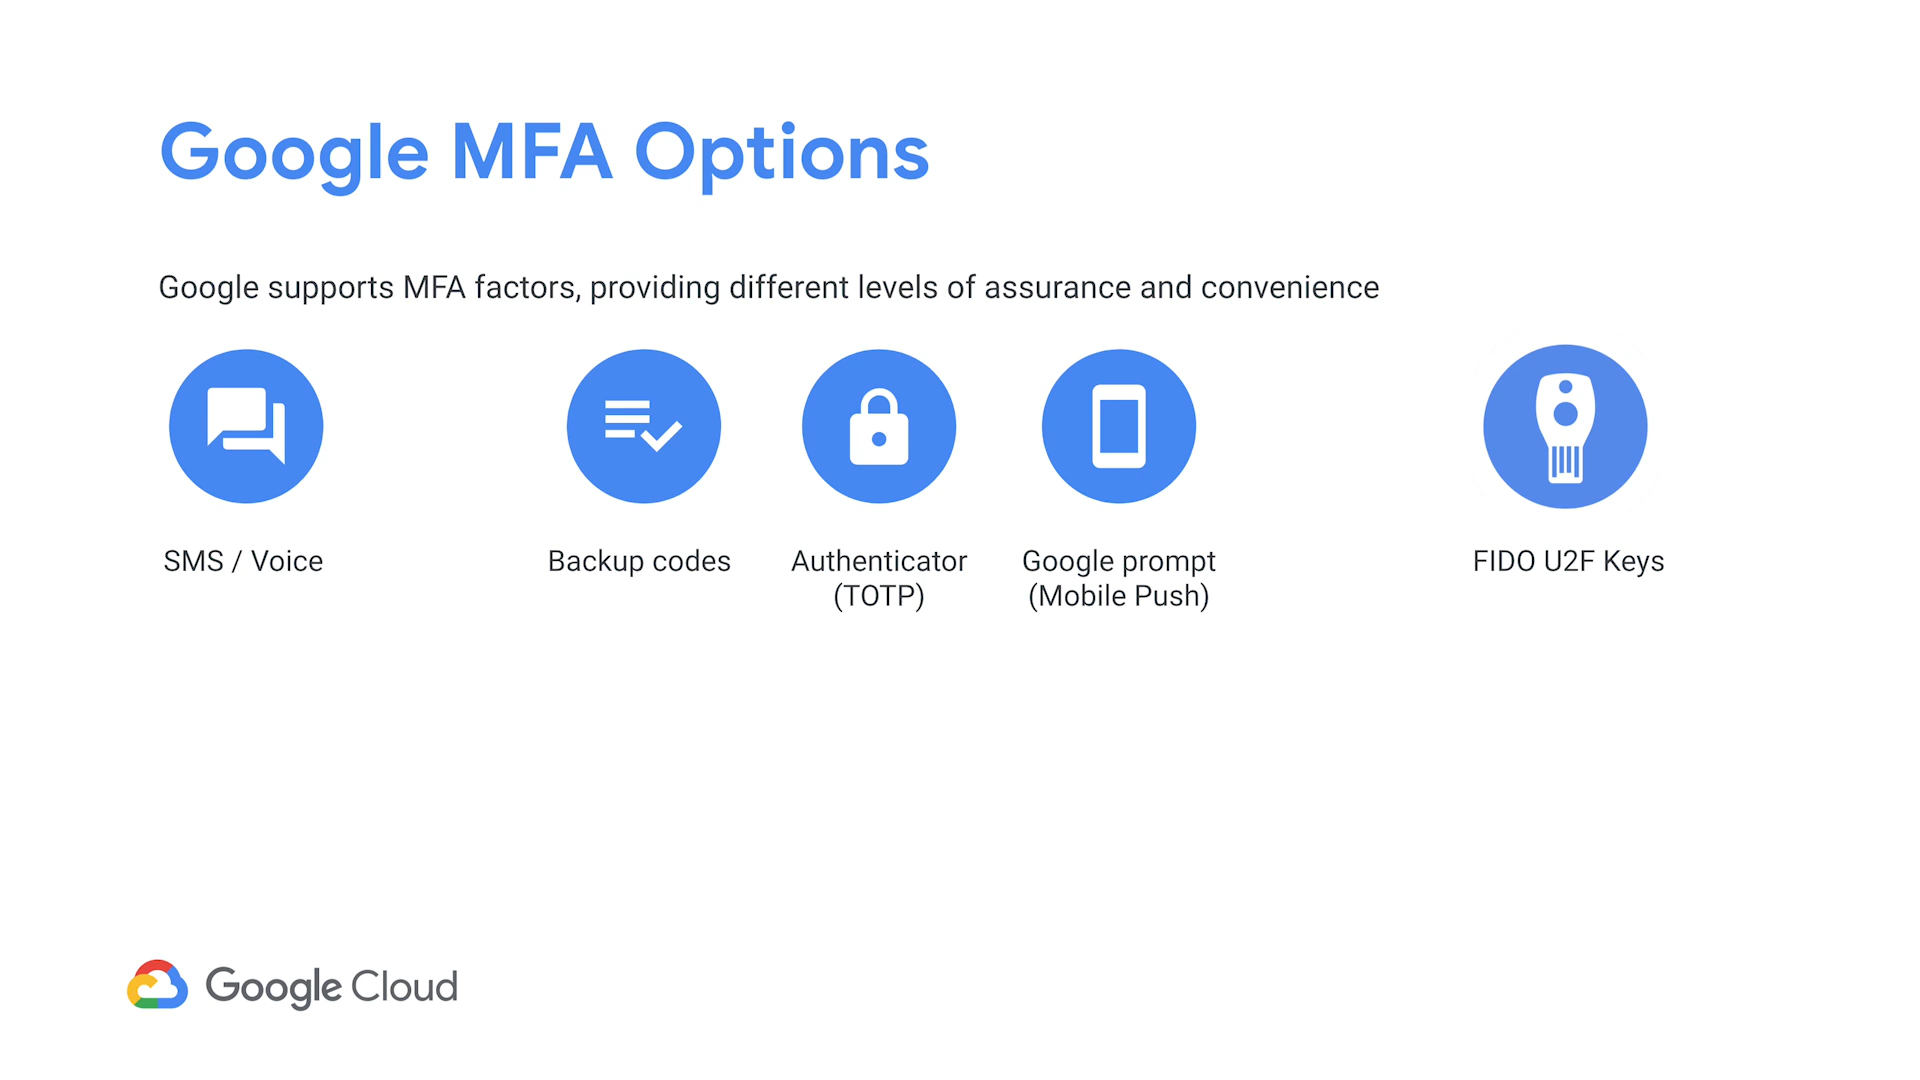 Google MFA Options
Google supports MFA factors, providing different levels of assurance and convenience
SMS / Voice
Backup codes
Authenticator
(TOTP)
Google prompt
(Mobile Push)
FIDO U2F Keys
Google Cloud